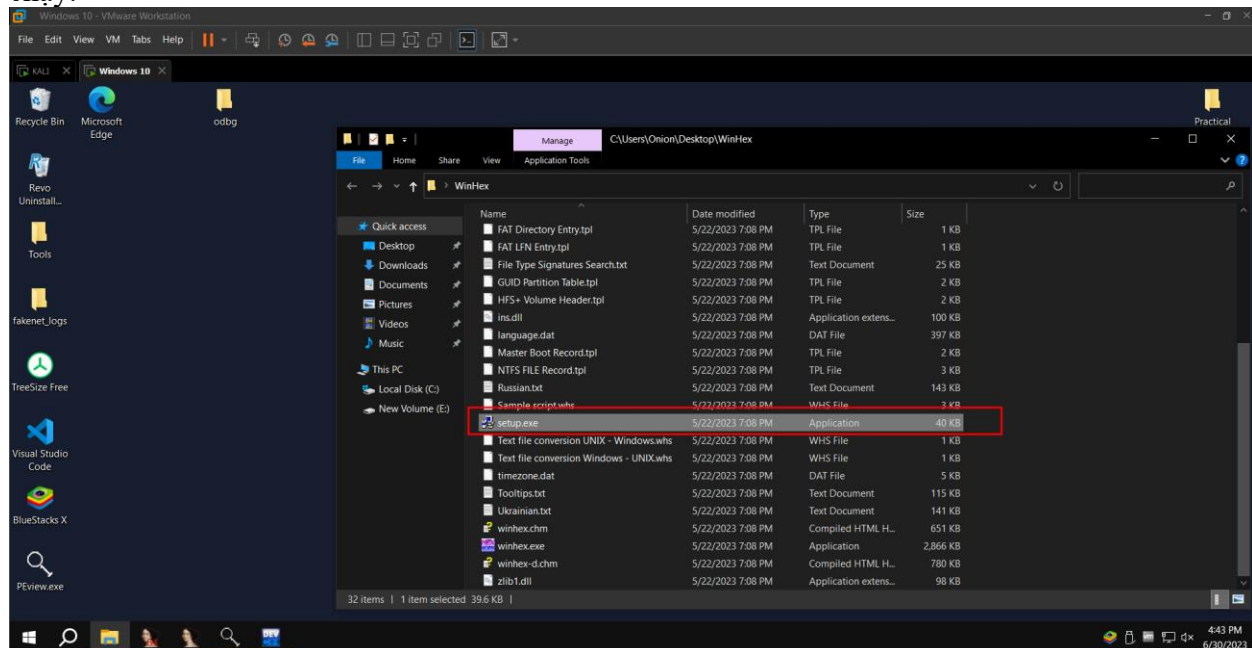 Windows 10 - VMware Workstation
File Edit View VM Tabs Help
KALI Windows 10
Recycle Bin
Microsoft Edge
odbg
Practical
Revo Uninstall...
Tools
fakenet_logs
TreeSize Free
Visual Studio Code
BlueStacks X
PEview.exe
Manage C:\Users\Onion\Desktop\WinHex
File Home Share View Application Tools
WinHex
Quick access
Desktop
Downloads
Documents
Pictures
Videos
Music
This PC
Local Disk (C:)
New Volume (E:)
Name Date modified Type Size
FAT Directory Entry.tpl 5/22/2023 7:08 PM TPL File 1 KB
FAT LFN Entry.tpl 5/22/2023 7:08 PM TPL File 1 KB
File Type Signatures Search.txt 5/22/2023 7:08 PM Text Document 25 KB
GUID Partition Table.tpl 5/22/2023 7:08 PM TPL File 2 KB
HFS+ Volume Header.tpl 5/22/2023 7:08 PM TPL File 2 KB
ins.dll 5/22/2023 7:08 PM Application extens... 100 KB
language.dat 5/22/2023 7:08 PM DAT File 397 KB
Master Boot Record.tpl 5/22/2023 7:08 PM TPL File 2 KB
NTFS FILE Record.tpl 5/22/2023 7:08 PM TPL File 3 KB
Russian.txt 5/22/2023 7:08 PM Text Document 143 KB
Sample script.whs 5/22/2023 7:08 PM WHS File 3 KB
setup.exe 5/22/2023 7:08 PM Application 40 KB
Text file conversion UNIX - Windows.whs 5/22/2023 7:08 PM WHS File 1 KB
Text file conversion Windows - UNIX.whs 5/22/2023 7:08 PM WHS File 1 KB
timezone.dat 5/22/2023 7:08 PM DAT File 5 KB
Tooltips.txt 5/22/2023 7:08 PM Text Document 115 KB
Ukrainian.txt 5/22/2023 7:08 PM Text Document 141 KB
winhex.chm 5/22/2023 7:08 PM Compiled HTML H... 651 KB
winhex.exe 5/22/2023 7:08 PM Application 2,866 KB
winhex-d.chm 5/22/2023 7:08 PM Compiled HTML H... 780 KB
zlib1.dll 5/22/2023 7:08 PM Application extens... 98 KB
32 items 1 item selected 39.6 KB
DEV
4:43 PM
6/30/2023